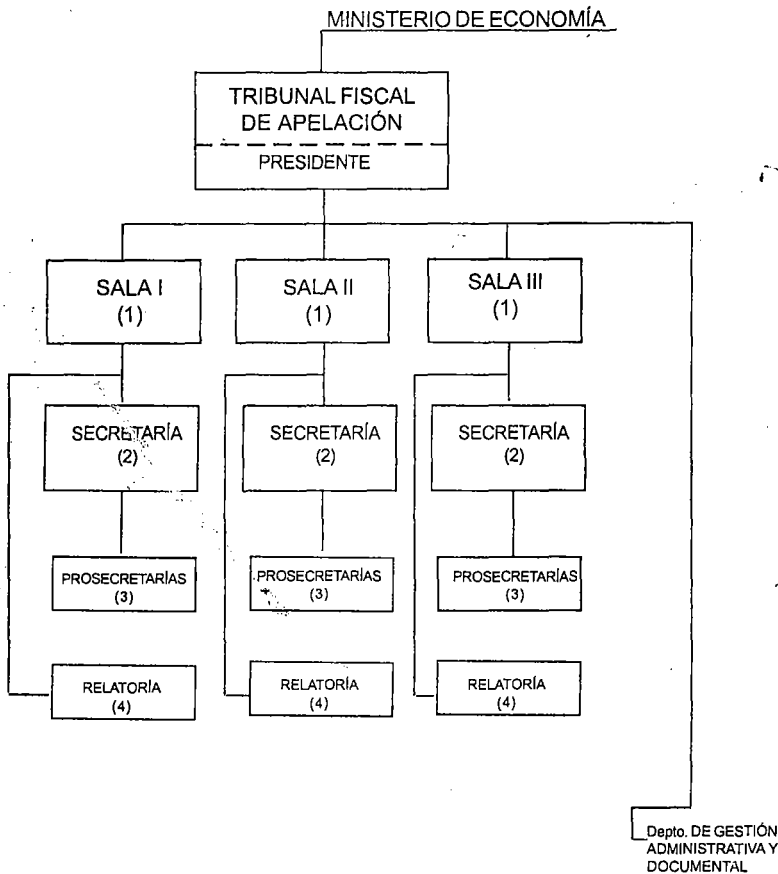 MINISTERIO DE ECONOMÍA
TRIBUNAL FISCAL
DE APELACIÓN
PRESIDENTE
SALA I
(1)
SALA II
(1)
SALA III
(1)
SECRETARÍA
(2)
SECRETARÍA
(2)
SECRETARÍA
(2)
PROSECRETARÍAS
(3)
PROSECRETARÍAS
(3)
PROSECRETARÍAS
(3)
RELATORÍA
(4)
RELATORÍA
(4)
RELATORÍA
(4)
Depto. DE GESTIÓN
ADMINISTRATIVA Y
DOCUMENTAL